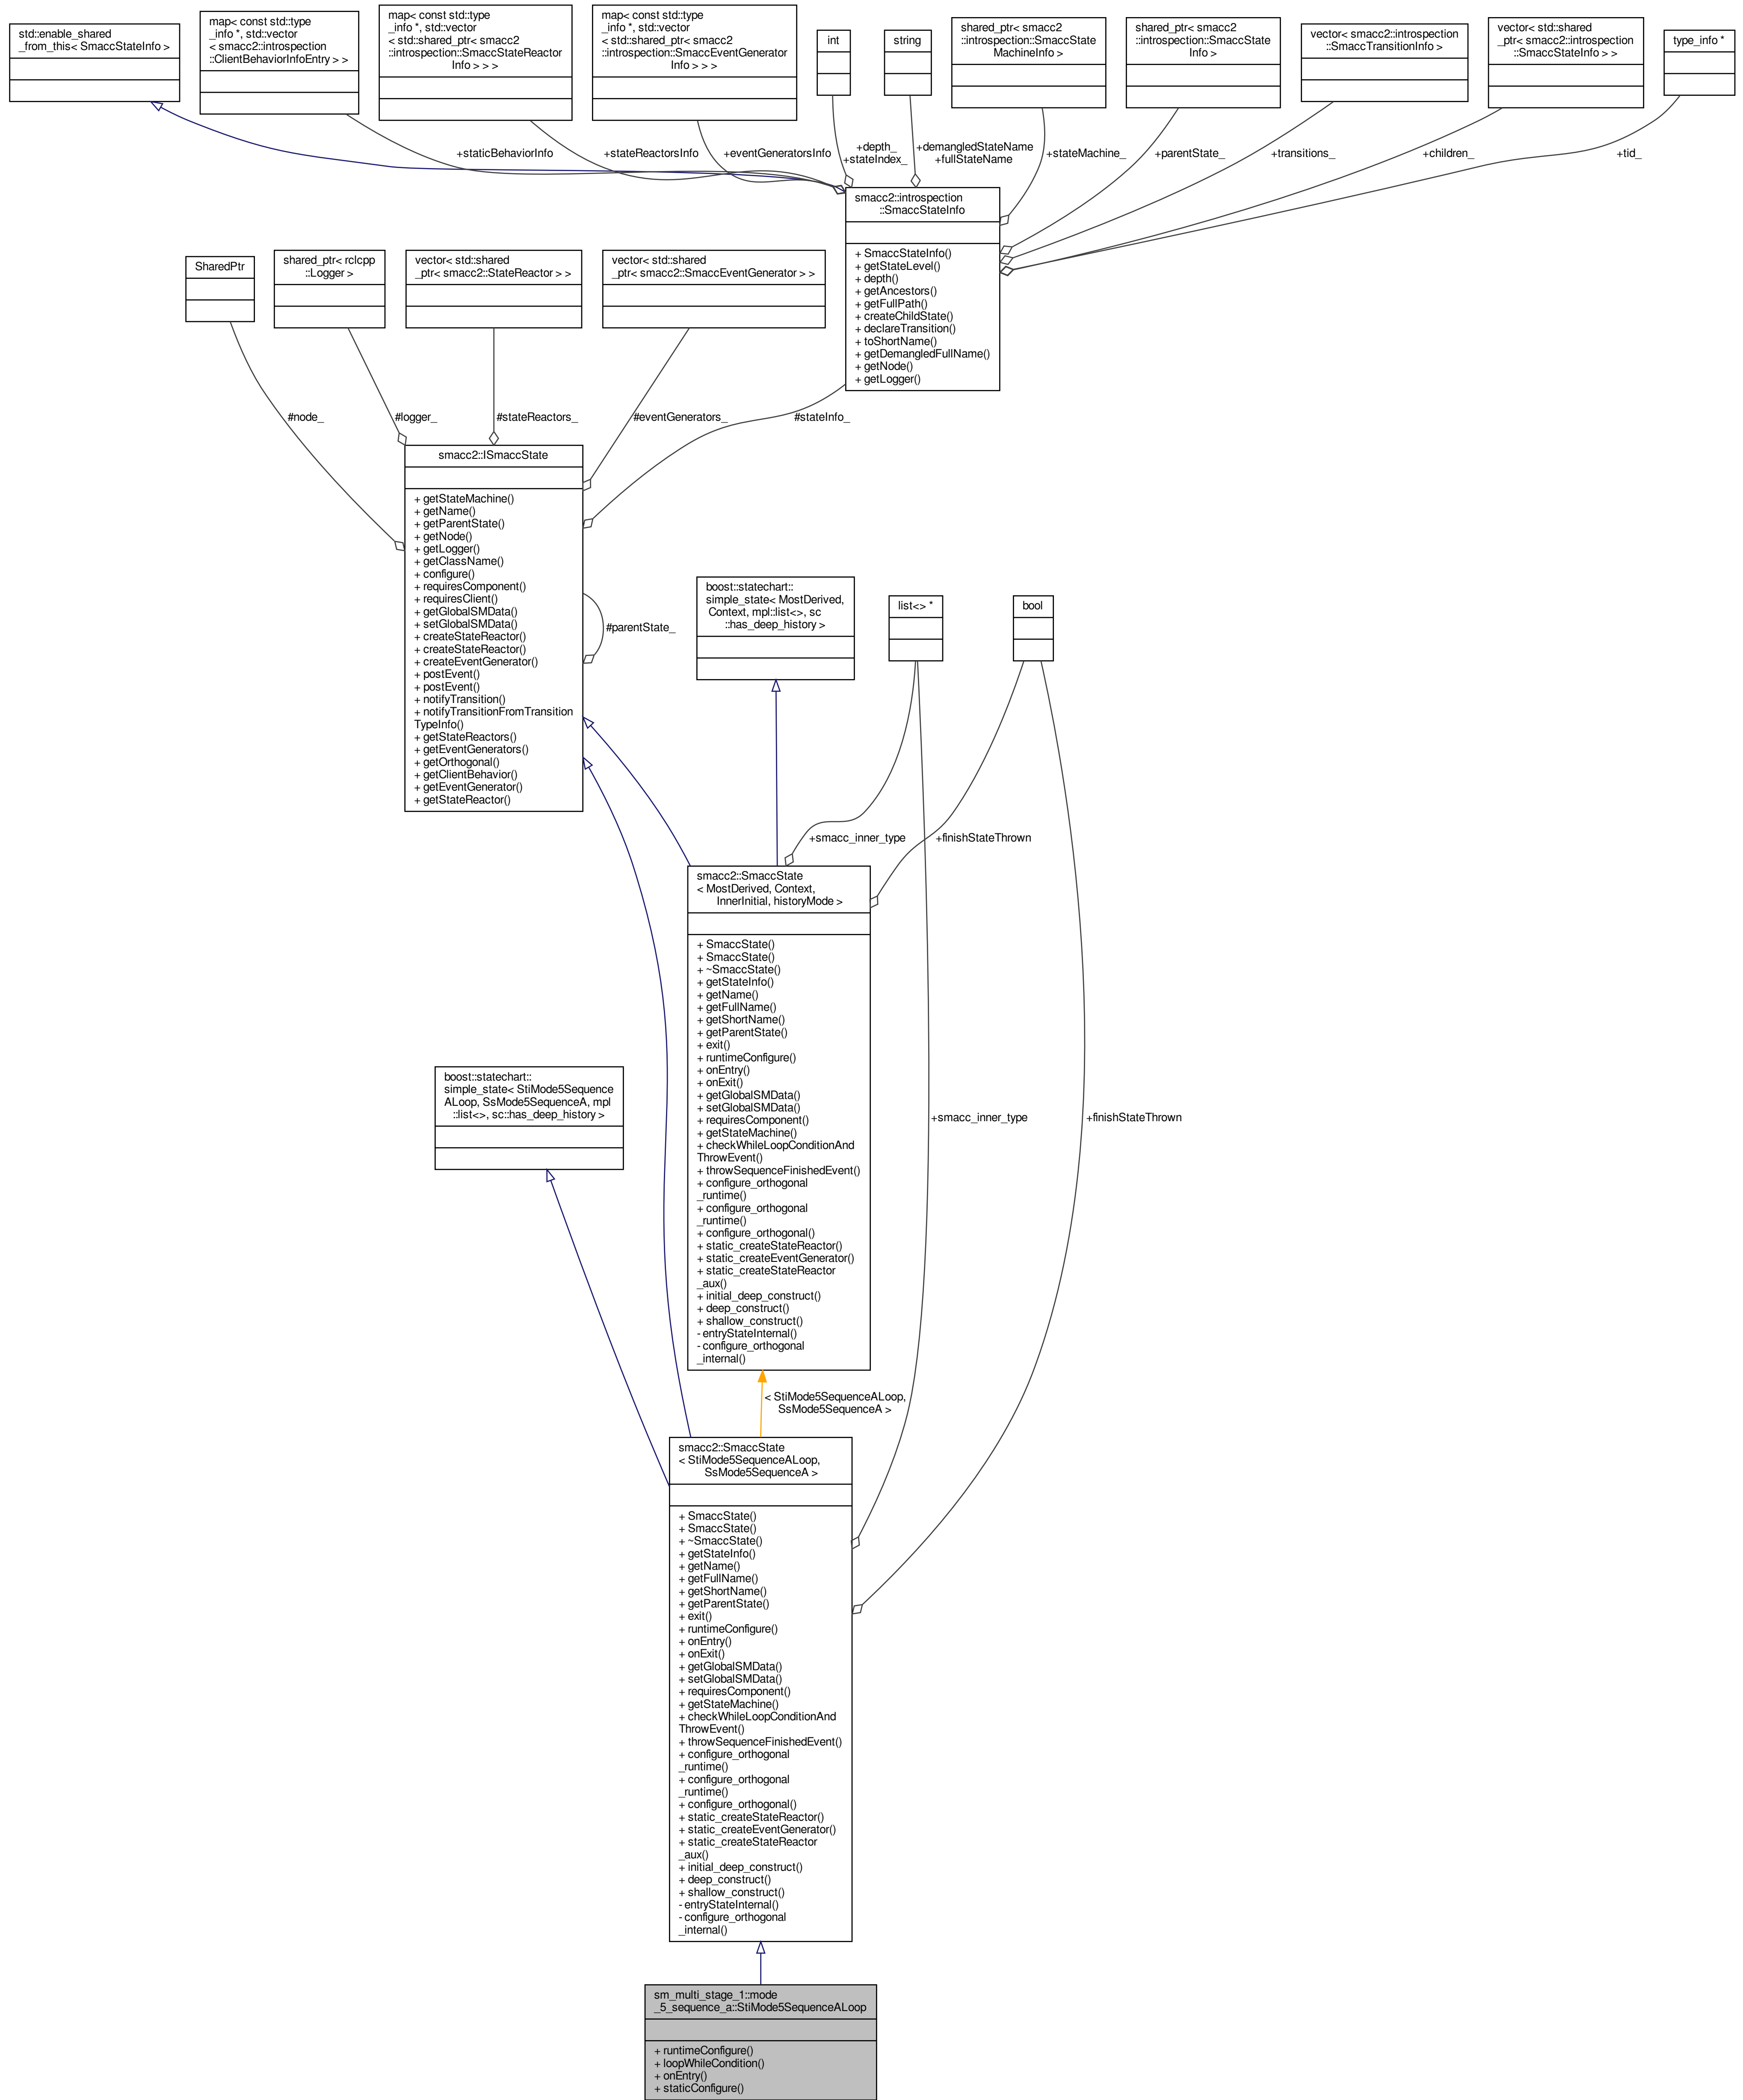 std::enable_shared
_from_this< SmaccStateInfo >
map< const std::type
_info *, std::vector
< smacc2::introspection
::ClientBehaviorInfoEntry > >
map< const std::type
_info *, std::vector
< std::shared_ptr< smacc2
::introspection::SmaccStateReactor
Info > > >
map< const std::type
_info *, std::vector
< std::shared_ptr< smacc2
::introspection::SmaccEventGenerator
Info > > >
int
string
shared_ptr< smacc2
::introspection::SmaccState
MachineInfo >
shared_ptr< smacc2
::introspection::SmaccState
Info >
vector< smacc2::introspection
::SmaccTransitionInfo >
vector< std::shared
_ptr< smacc2::introspection
::SmaccStateInfo > >
type_info *
+staticBehaviorInfo
+stateReactorsInfo
+eventGeneratorsInfo
+depth_
+stateIndex_
+demangledStateName
+fullStateName
+stateMachine_
+parentState_
+transitions_
+children_
+tid_
smacc2::introspection
::SmaccStateInfo
+ SmaccStateInfo()
+ getStateLevel()
+ depth()
+ getAncestors()
+ getFullPath()
+ createChildState()
+ declareTransition()
+ toShortName()
+ getDemangledFullName()
+ getNode()
+ getLogger()
SharedPtr
shared_ptr< rclcpp
::Logger >
vector< std::shared
_ptr< smacc2::StateReactor > >
vector< std::shared
_ptr< smacc2::SmaccEventGenerator > >
#node_
#logger_
#stateReactors_
#eventGenerators_
#stateInfo_
smacc2::ISmaccState
+ getStateMachine()
+ getName()
+ getParentState()
+ getNode()
+ getLogger()
+ getClassName()
+ configure()
+ requiresComponent()
+ requiresClient()
+ getGlobalSMData()
+ setGlobalSMData()
+ createStateReactor()
+ createStateReactor()
+ createEventGenerator()
+ postEvent()
+ postEvent()
+ notifyTransition()
+ notifyTransitionFromTransition
TypeInfo()
+ getStateReactors()
+ getEventGenerators()
+ getOrthogonal()
+ getClientBehavior()
+ getEventGenerator()
+ getStateReactor()
#parentState_
boost::statechart::
simple_state< MostDerived,
Context, mpl::list<>, sc
::has_deep_history >
list<> *
bool
+smacc_inner_type
+finishStateThrown
smacc2::SmaccState
< MostDerived, Context,
InnerInitial, historyMode >
+ SmaccState()
+ SmaccState()
+ ~SmaccState()
+ getStateInfo()
+ getName()
+ getFullName()
+ getShortName()
+ getParentState()
+ exit()
+ runtimeConfigure()
+ onEntry()
+ onExit()
+ getGlobalSMData()
+ setGlobalSMData()
+ requiresComponent()
+ getStateMachine()
+ checkWhileLoopConditionAnd
ThrowEvent()
+ throwSequenceFinishedEvent()
+ configure_orthogonal
_runtime()
+ configure_orthogonal
_runtime()
+ configure_orthogonal()
+ static_createStateReactor()
+ static_createEventGenerator()
+ static_createStateReactor
_aux()
+ initial_deep_construct()
+ deep_construct()
+ shallow_construct()
- entryStateInternal()
- configure_orthogonal
_internal()
boost::statechart::
simple_state< StiMode5Sequence
ALoop, SsMode5SequenceA, mpl
::list<>, sc::has_deep_history >
+smacc_inner_type
+finishStateThrown
< StiMode5SequenceALoop,
SsMode5SequenceA >
smacc2::SmaccState
< StiMode5SequenceALoop,
SsMode5SequenceA >
+ SmaccState()
+ SmaccState()
+ ~SmaccState()
+ getStateInfo()
+ getName()
+ getFullName()
+ getShortName()
+ getParentState()
+ exit()
+ runtimeConfigure()
+ onEntry()
+ onExit()
+ getGlobalSMData()
+ setGlobalSMData()
+ requiresComponent()
+ getStateMachine()
+ checkWhileLoopConditionAnd
ThrowEvent()
+ throwSequenceFinishedEvent()
+ configure_orthogonal
_runtime()
+ configure_orthogonal
_runtime()
+ configure_orthogonal()
+ static_createStateReactor()
+ static_createEventGenerator()
+ static_createStateReactor
_aux()
+ initial_deep_construct()
+ deep_construct()
+ shallow_construct()
- entryStateInternal()
- configure_orthogonal
_internal()
sm_multi_stage_1::mode
_5_sequence_a::StiMode5SequenceALoop
+ runtimeConfigure()
+ loopWhileCondition()
+ onEntry()
+ staticConfigure()